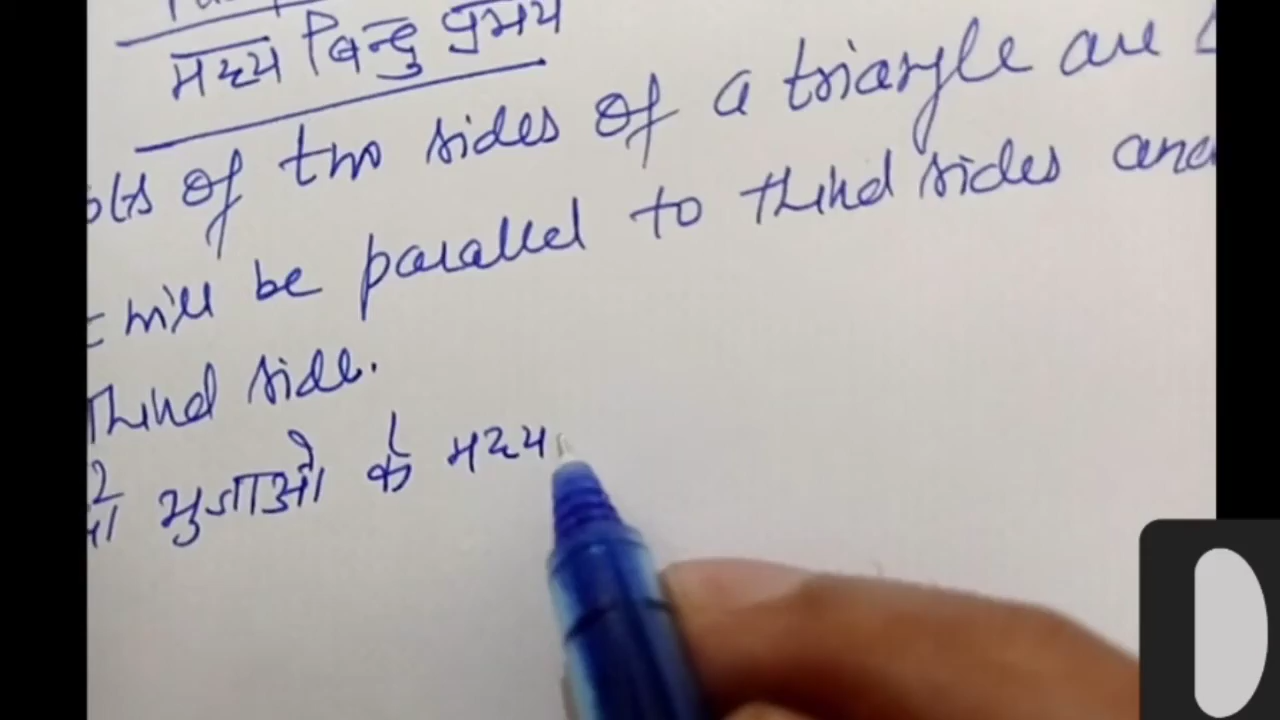 मध्य बिन्दु प्रमेय
of two sides of a triangle are
will be parallel to third sides and
third side.
भुजाओ के मध्य